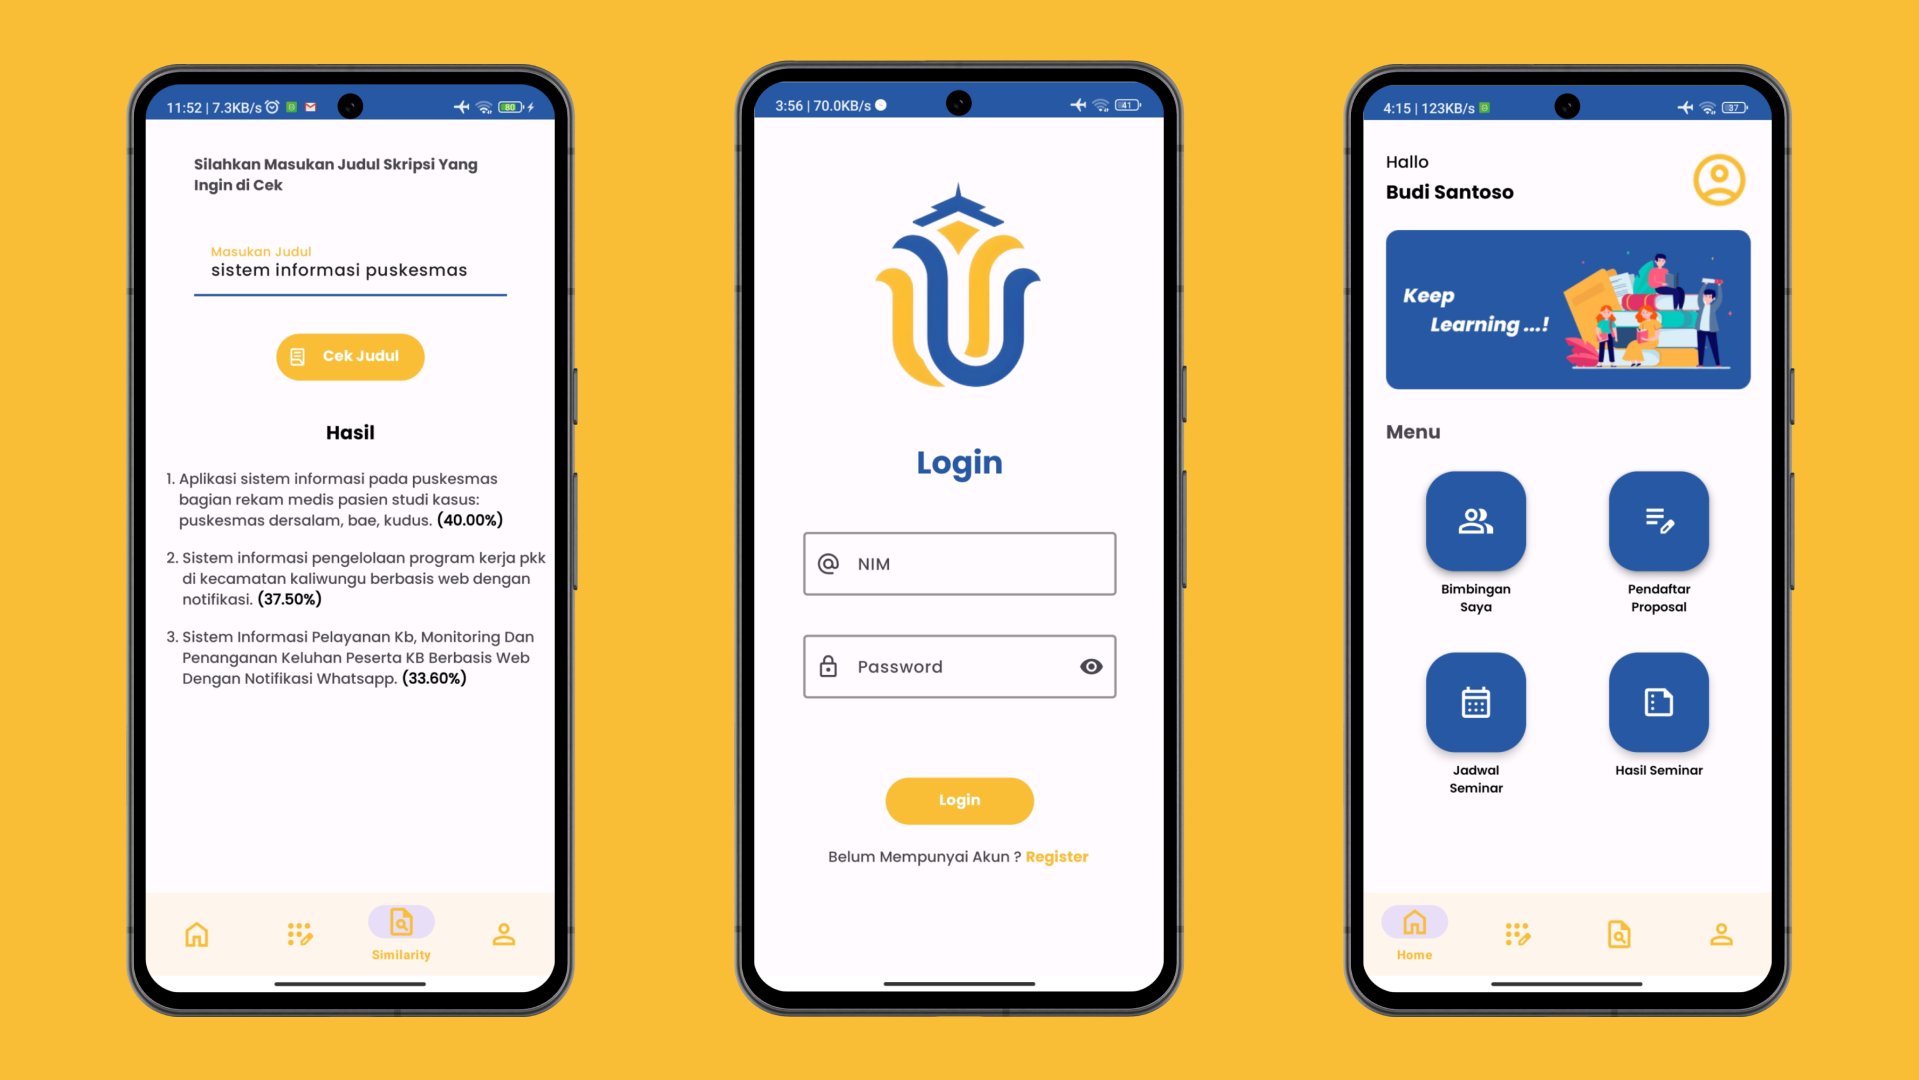 11:52 | 7.3KB/s
80
Silahkan Masukan Judul Skripsi Yang
Ingin di Cek
Masukan Judul
sistem informasi puskesmas
Cek Judul
Hasil
1. Aplikasi sistem informasi pada puskesmas
bagian rekam medis pasien studi kasus:
puskesmas dersalam, bae, kudus. (40.00%)
2. Sistem informasi pengelolaan program kerja pkk
di kecamatan kaliwungu berbasis web dengan
notifikasi. (37.50%)
3. Sistem Informasi Pelayanan Kb, Monitoring Dan
Penanganan Keluhan Peserta KB Berbasis Web
Dengan Notifikasi Whatsapp. (33.60%)
Similarity
3:56 | 70.0KB/s
41
Login
NIM
Password
Login
Belum Mempunyai Akun ? Register
4:15 | 123KB/s
37
Hallo
Budi Santoso
Keep
Learning ...!
Menu
Bimbingan
Saya
Pendaftar
Proposal
Jadwal
Seminar
Hasil Seminar
Home